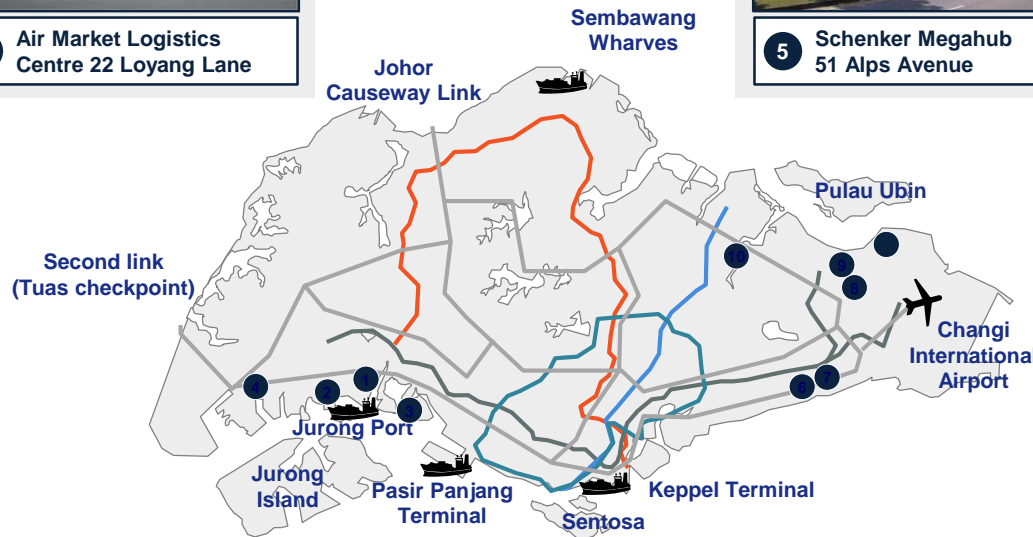 Air Market Logistics
Centre 22 Loyang Lane
5
Schenker Megahub
51 Alps Avenue
Sembawang
Wharves
Johor
Causeway Link
Pulau Ubin
Second link
(Tuas checkpoint)
10
9
8
Changi
International
Airport
4
2
1
3
6
7
Jurong Port
Jurong
Island
Pasir Panjang
Terminal
Keppel Terminal
Sentosa